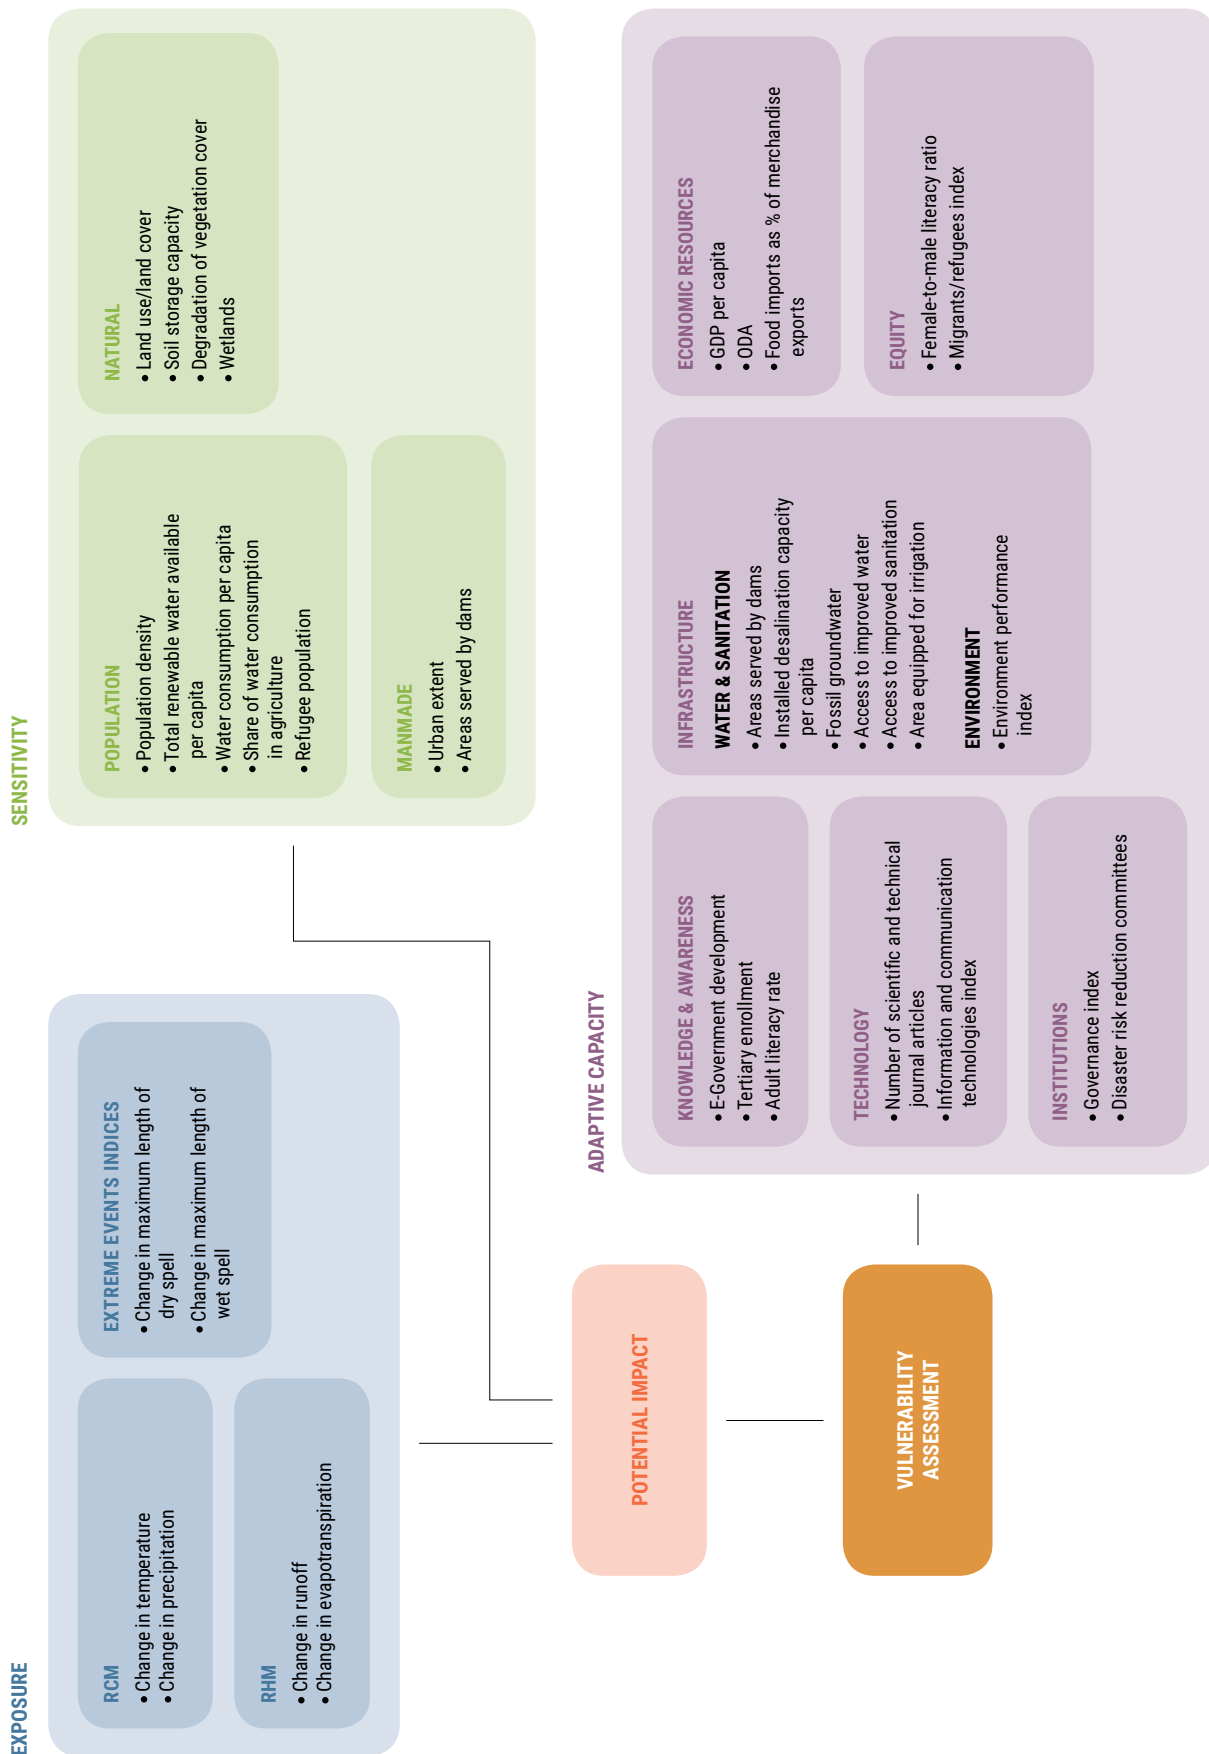 EXPOSURE
RCM
• Change in temperature
• Change in precipitation
RHM
• Change in runoff
• Change in evapotranspiration
EXTREME EVENTS INDICES
• Change in maximum length of
dry spell
• Change in maximum length of
wet spell
SENSITIVITY
POPULATION
• Population density
• Total renewable water available
per capita
• Water consumption per capita
• Share of water consumption
in agriculture
• Refugee population
MANMADE
• Urban extent
• Areas served by dams
NATURAL
• Land use/land cover
• Soil storage capacity
• Degradation of vegetation cover
• Wetlands
POTENTIAL IMPACT
VULNERABILITY
ASSESSMENT
ADAPTIVE CAPACITY
KNOWLEDGE & AWARENESS
• E-Government development
• Tertiary enrollment
• Adult literacy rate
TECHNOLOGY
• Number of scientific and technical
journal articles
• Information and communication
technologies index
INSTITUTIONS
• Governance index
• Disaster risk reduction committees
INFRASTRUCTURE
WATER & SANITATION
• Areas served by dams
• Installed desalination capacity
per capita
• Fossil groundwater
• Access to improved water
• Access to improved sanitation
• Area equipped for irrigation
ENVIRONMENT
• Environment performance
index
ECONOMIC RESOURCES
• GDP per capita
• ODA
• Food imports as % of merchandise
exports
EQUITY
• Female-to-male literacy ratio
• Migrants/refugees index